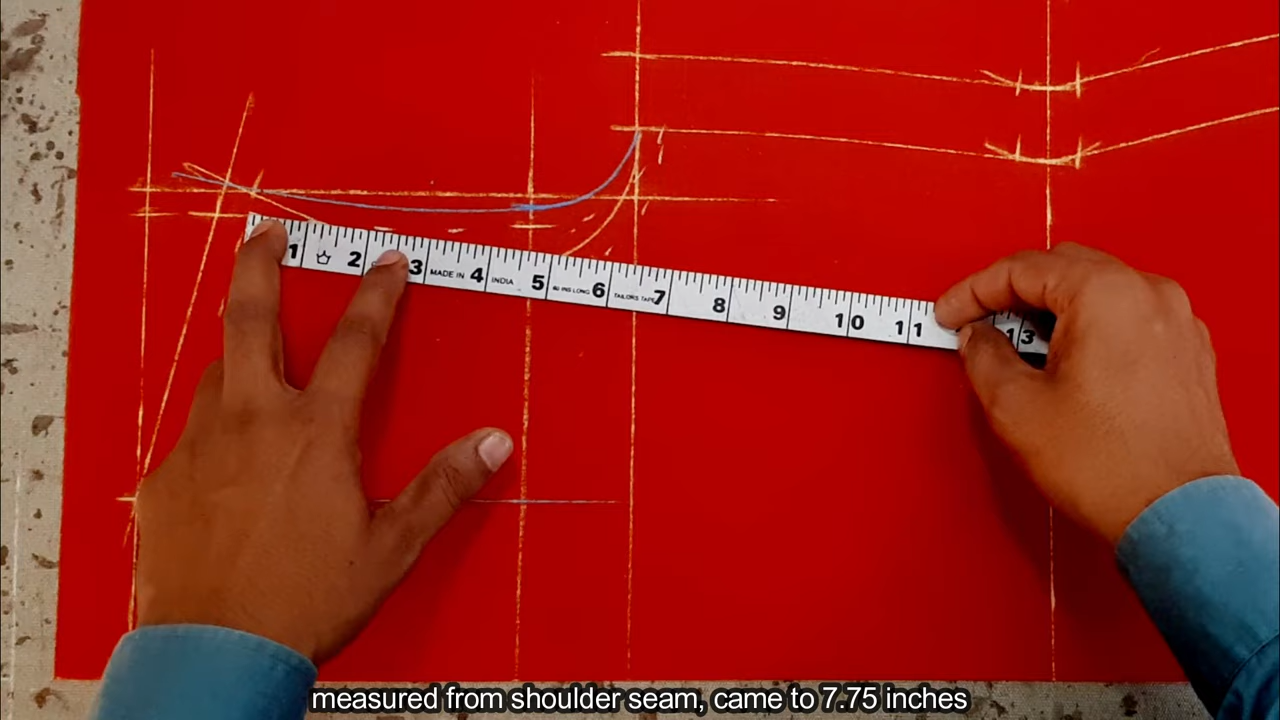 1 2 3 MADE IN 4 INDIA 5 60 INS LONG 6 TAILORS TAPE 7 8 9 10 11 13
measured from shoulder seam, came to 7.75 inches